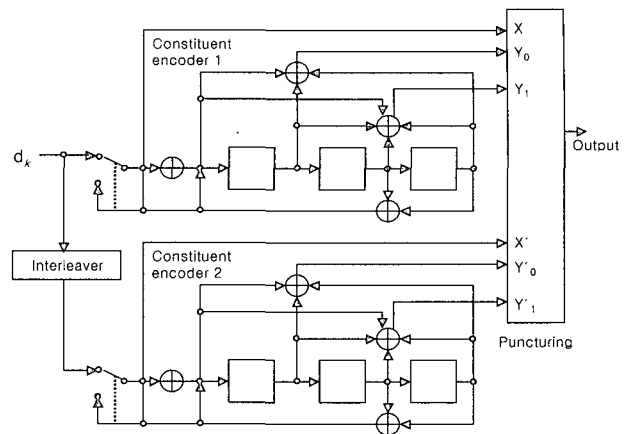 Constituent
encoder 1
X
Y0
Y1
dk
Output
Interleaver
Constituent
encoder 2
X′
Y′0
Y′1
Puncturing